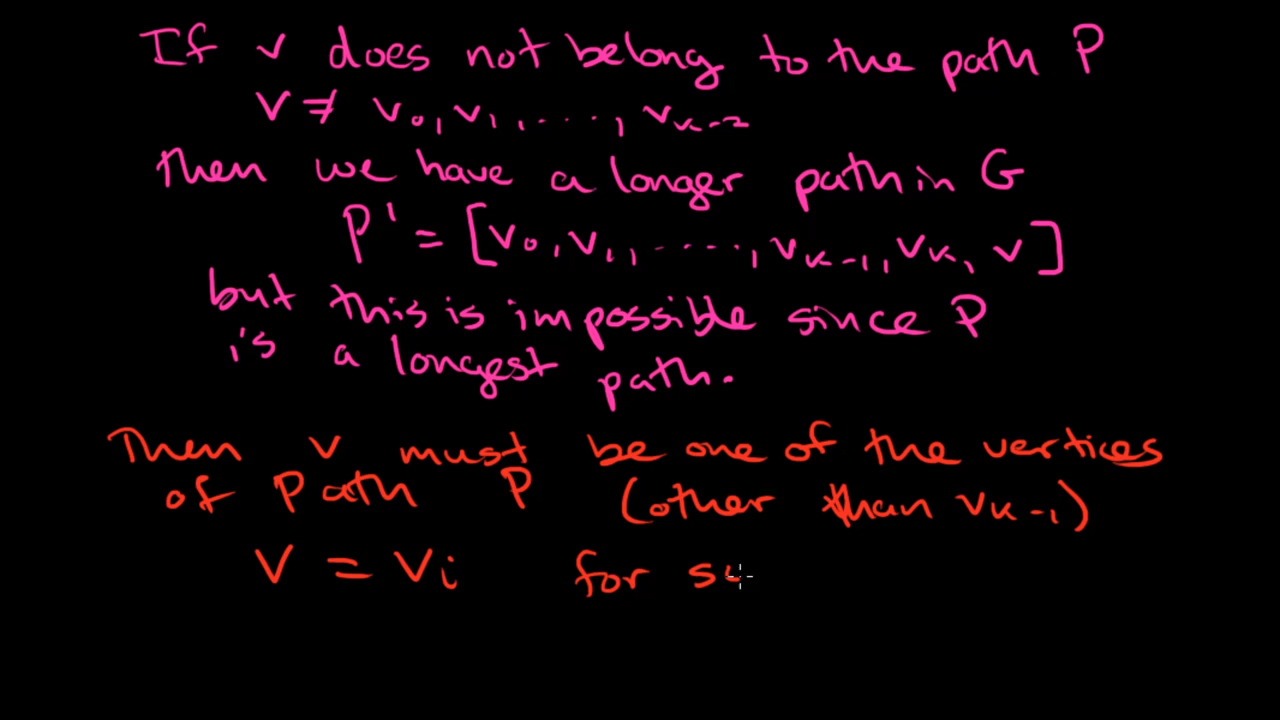 If v does not belong to the path P
v ≠ v₀, v₁, ....., vₖ₋₂
then we have a longer path in G
P' = [v₀, v₁, ....., vₖ₋₁, vₖ, v]
but this is impossible since P
is a longest path.
Then v must be one of the vertices
of Path P (other than vₖ₋₁)
v = vᵢ for